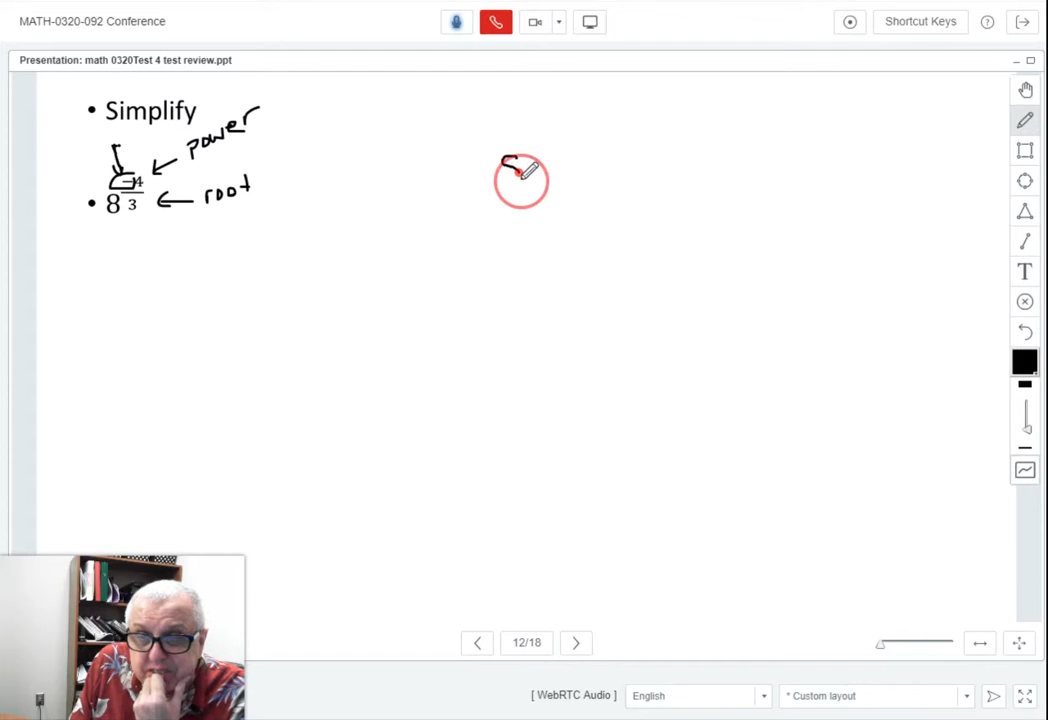 MATH-0320-092 Conference
Shortcut Keys
Presentation: math 0320Test 4 test review.ppt
• Simplify
power
-4
• 8 3
root
T
12/18
[ WebRTC Audio ]
English
* Custom layout